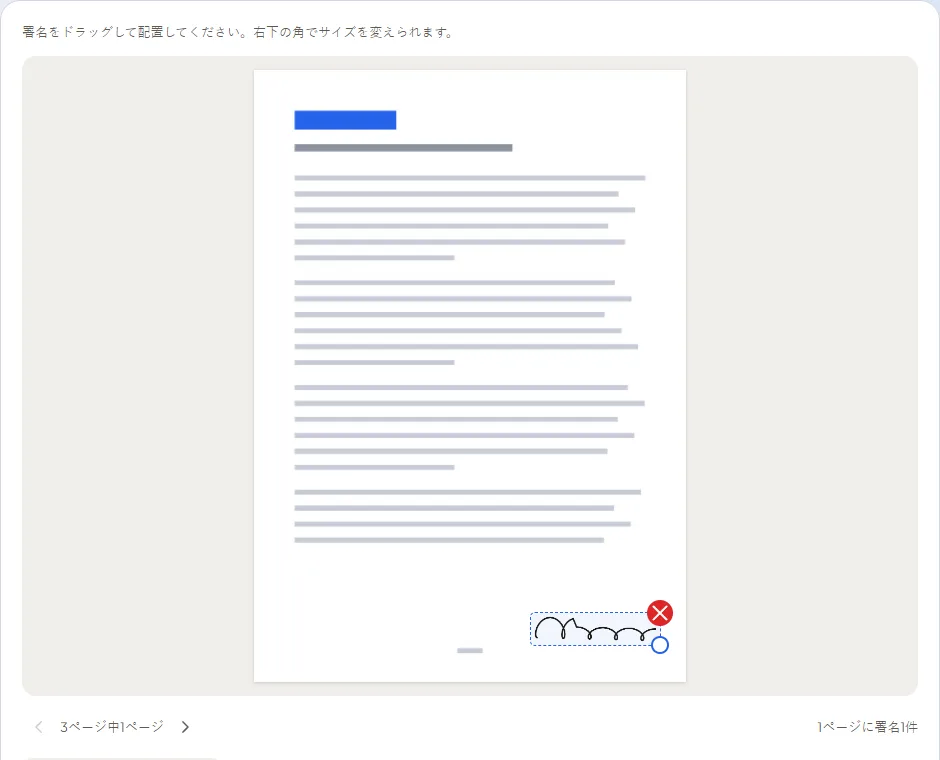 署名をドラッグして配置してください。右下の角でサイズを変えられます。
3ページ中1ページ
1ページに署名1件